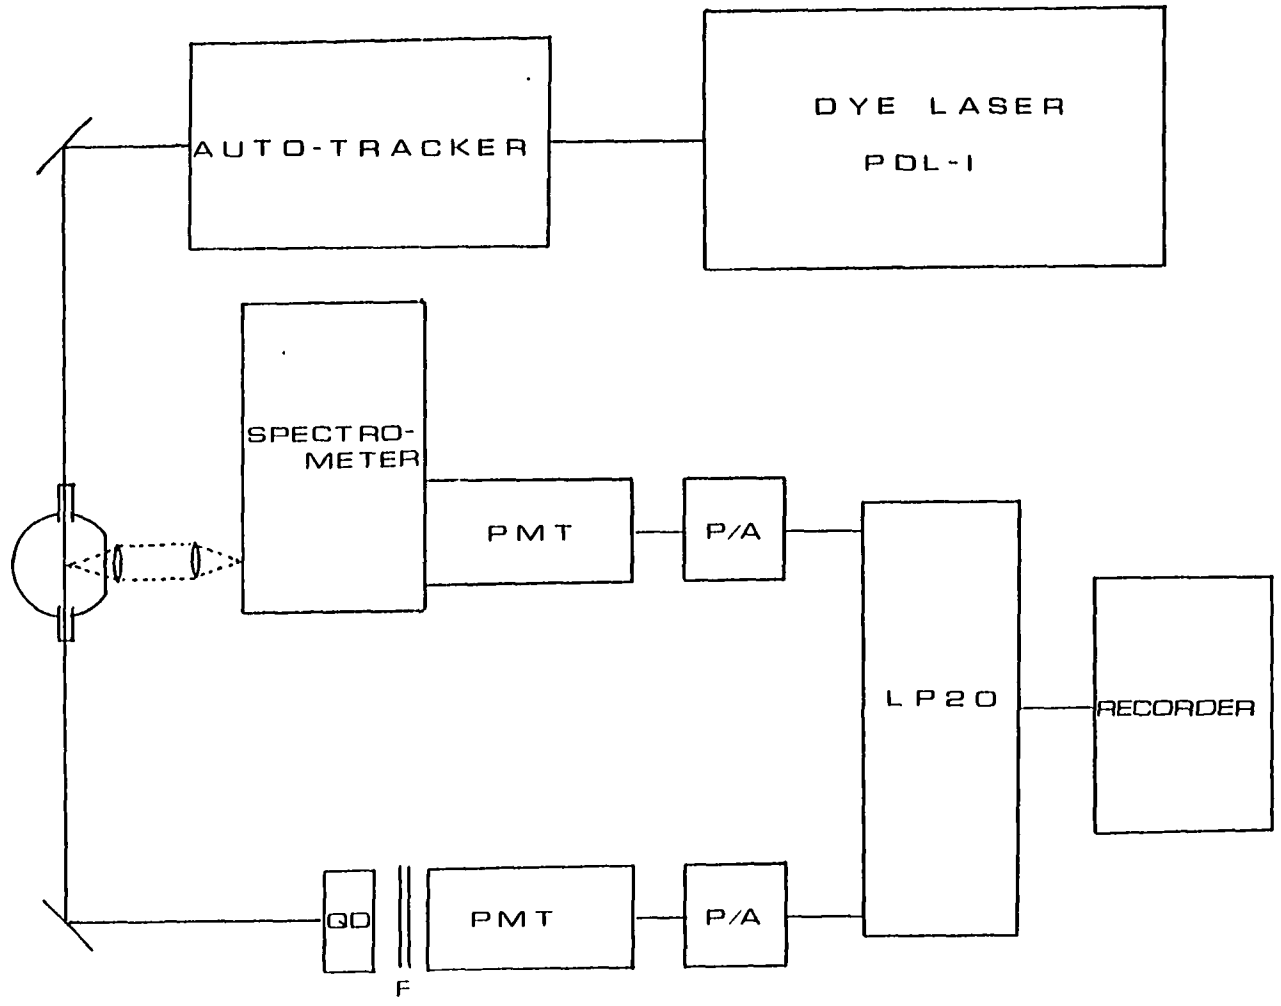 DYE LASER
PDL-1
AUTO-TRACKER
SPECTRO-
METER
PMT
P/A
LP20
RECORDER
QD
PMT
P/A
F